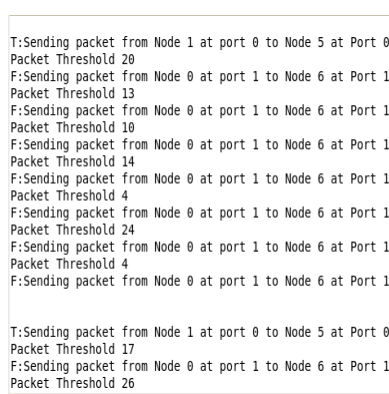 T:Sending packet from Node 1 at port 0 to Node 5 at Port 0
Packet Threshold 20
F:Sending packet from Node 0 at port 1 to Node 6 at Port 1
Packet Threshold 13
F:Sending packet from Node 0 at port 1 to Node 6 at Port 1
Packet Threshold 10
F:Sending packet from Node 0 at port 1 to Node 6 at Port 1
Packet Threshold 14
F:Sending packet from Node 0 at port 1 to Node 6 at Port 1
Packet Threshold 4
F:Sending packet from Node 0 at port 1 to Node 6 at Port 1
Packet Threshold 24
F:Sending packet from Node 0 at port 1 to Node 6 at Port 1
Packet Threshold 4
F:Sending packet from Node 0 at port 1 to Node 6 at Port 1
T:Sending packet from Node 1 at port 0 to Node 5 at Port 0
Packet Threshold 17
F:Sending packet from Node 0 at port 1 to Node 6 at Port 1
Packet Threshold 26